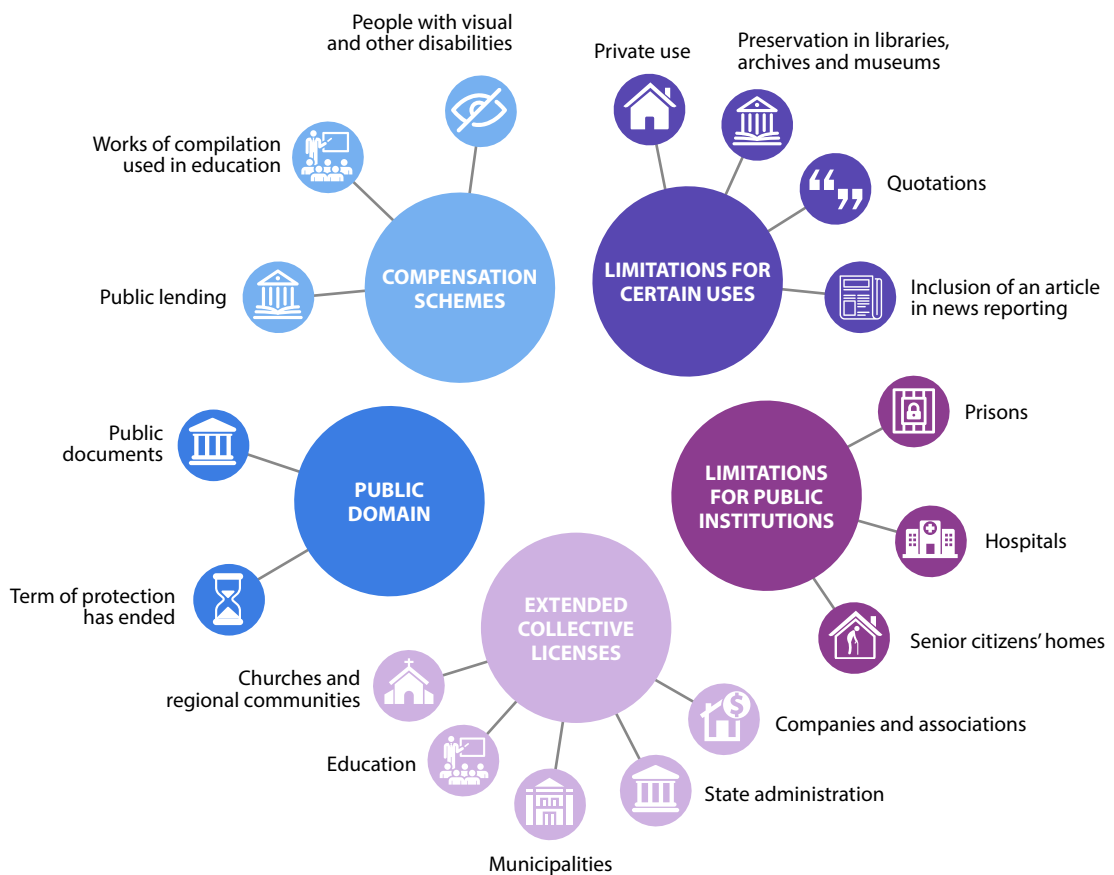 People with visual
and other disabilities
Works of compilation
used in education
Public lending
COMPENSATION
SCHEMES
Private use
Preservation in libraries,
archives and museums
Quotations
Inclusion of an article
in news reporting
LIMITATIONS FOR
CERTAIN USES
Public
documents
Term of protection
has ended
PUBLIC
DOMAIN
Prisons
Hospitals
Senior citizens’ homes
LIMITATIONS
FOR PUBLIC
INSTITUTIONS
EXTENDED
COLLECTIVE
LICENSES
Churches and
regional communities
Education
Municipalities
State administration
Companies and associations